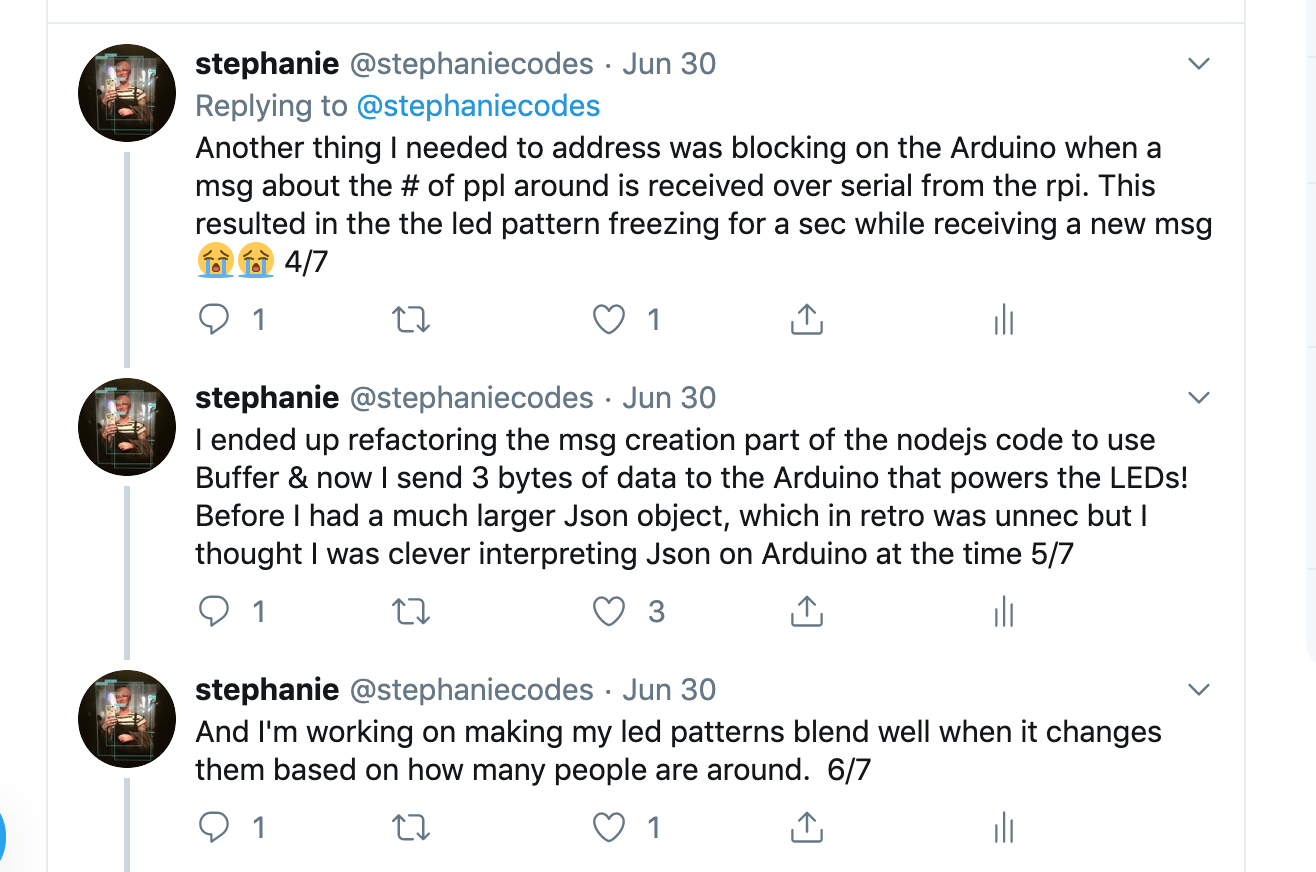 stephanie @stephaniecodes · Jun 30
Replying to @stephaniecodes
Another thing I needed to address was blocking on the Arduino when a
msg about the # of ppl around is received over serial from the rpi. This
resulted in the the led pattern freezing for a sec while receiving a new msg
😭😭 4/7
1 1
stephanie @stephaniecodes · Jun 30
I ended up refactoring the msg creation part of the nodejs code to use
Buffer & now I send 3 bytes of data to the Arduino that powers the LEDs!
Before I had a much larger Json object, which in retro was unnec but I
thought I was clever interpreting Json on Arduino at the time 5/7
1 3
stephanie @stephaniecodes · Jun 30
And I'm working on making my led patterns blend well when it changes
them based on how many people are around.  6/7
1 1